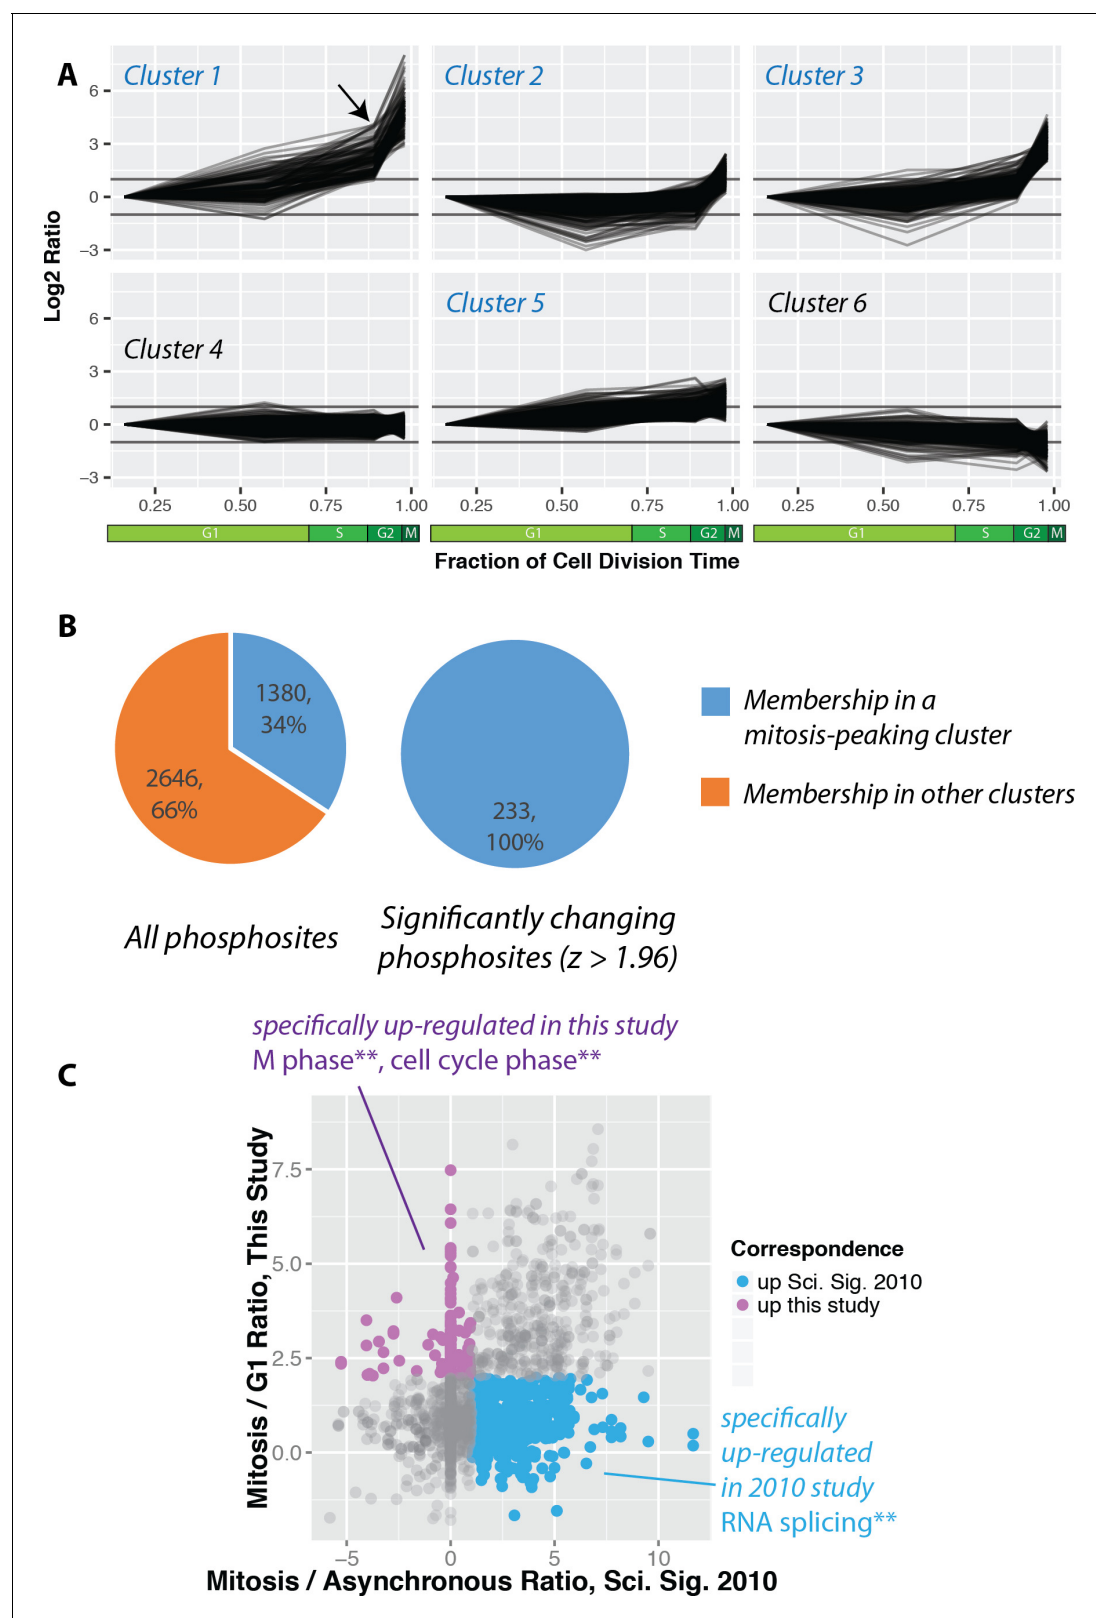 A
Cluster 1
Cluster 2
Cluster 3
6
3
0
−3
Log2 Ratio
Cluster 4
Cluster 5
Cluster 6
6
3
0
−3
0.25 0.50 0.75 1.00
0.25 0.50 0.75 1.00
0.25 0.50 0.75 1.00
G1 S G2 M
G1 S G2 M
G1 S G2 M
Fraction of Cell Division Time
B
1380,
34%
2646,
66%
233,
100%
Membership in a
mitosis-peaking cluster
Membership in other clusters
All phosphosites
Significantly changing
phosphosites (z > 1.96)
specifically up-regulated in this study
M phase**, cell cycle phase**
C
Mitosis / G1 Ratio, This Study
7.5
5.0
2.5
0.0
−5 0 5 10
Mitosis / Asynchronous Ratio, Sci. Sig. 2010
Correspondence
up Sci. Sig. 2010
up this study
specifically
up-regulated
in 2010 study
RNA splicing**